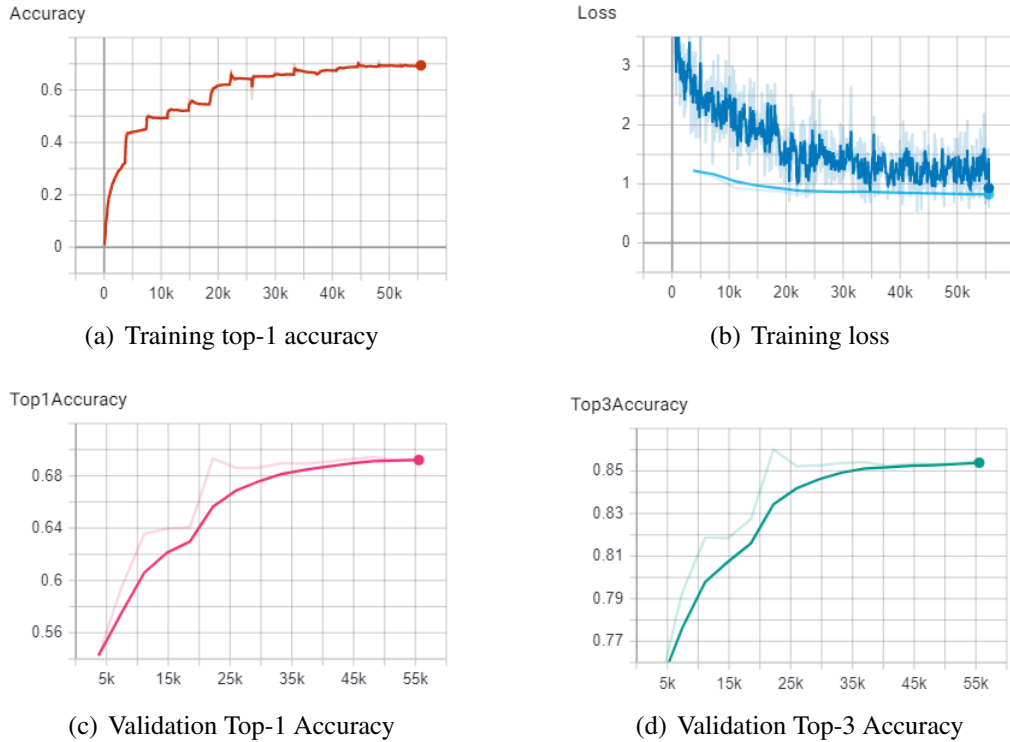 Accuracy
0.6
0.4
0.2
0
0 10k 20k 30k 40k 50k
(a) Training top-1 accuracy
Loss
3
2
1
0
0 10k 20k 30k 40k 50k
(b) Training loss
Top1Accuracy
0.68
0.64
0.6
0.56
5k 15k 25k 35k 45k 55k
(c) Validation Top-1 Accuracy
Top3Accuracy
0.85
0.83
0.81
0.79
0.77
5k 15k 25k 35k 45k 55k
(d) Validation Top-3 Accuracy